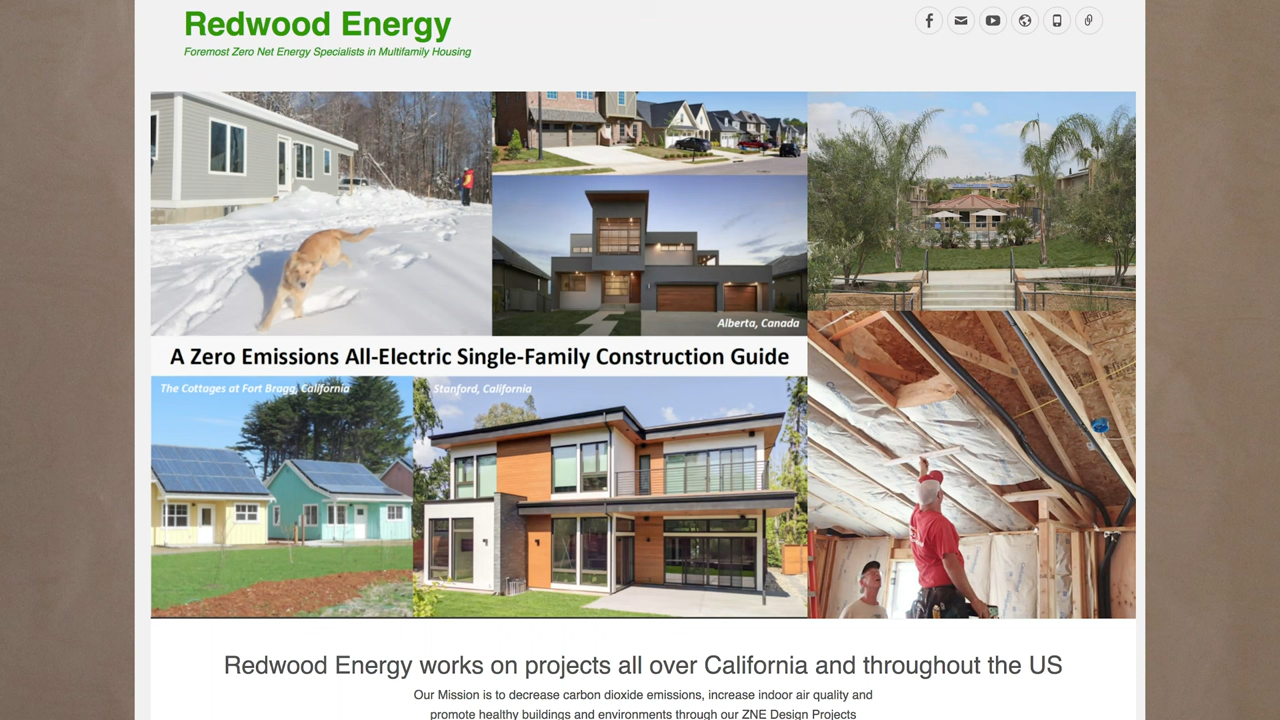 Redwood Energy
Foremost Zero Net Energy Specialists in Multifamily Housing
Alberta, Canada
A Zero Emissions All-Electric Single-Family Construction Guide
The Cottages at Fort Bragg, California
Stanford, California
Redwood Energy works on projects all over California and throughout the US
Our Mission is to decrease carbon dioxide emissions, increase indoor air quality and
promote healthy buildings and environments through our ZNE Design Projects